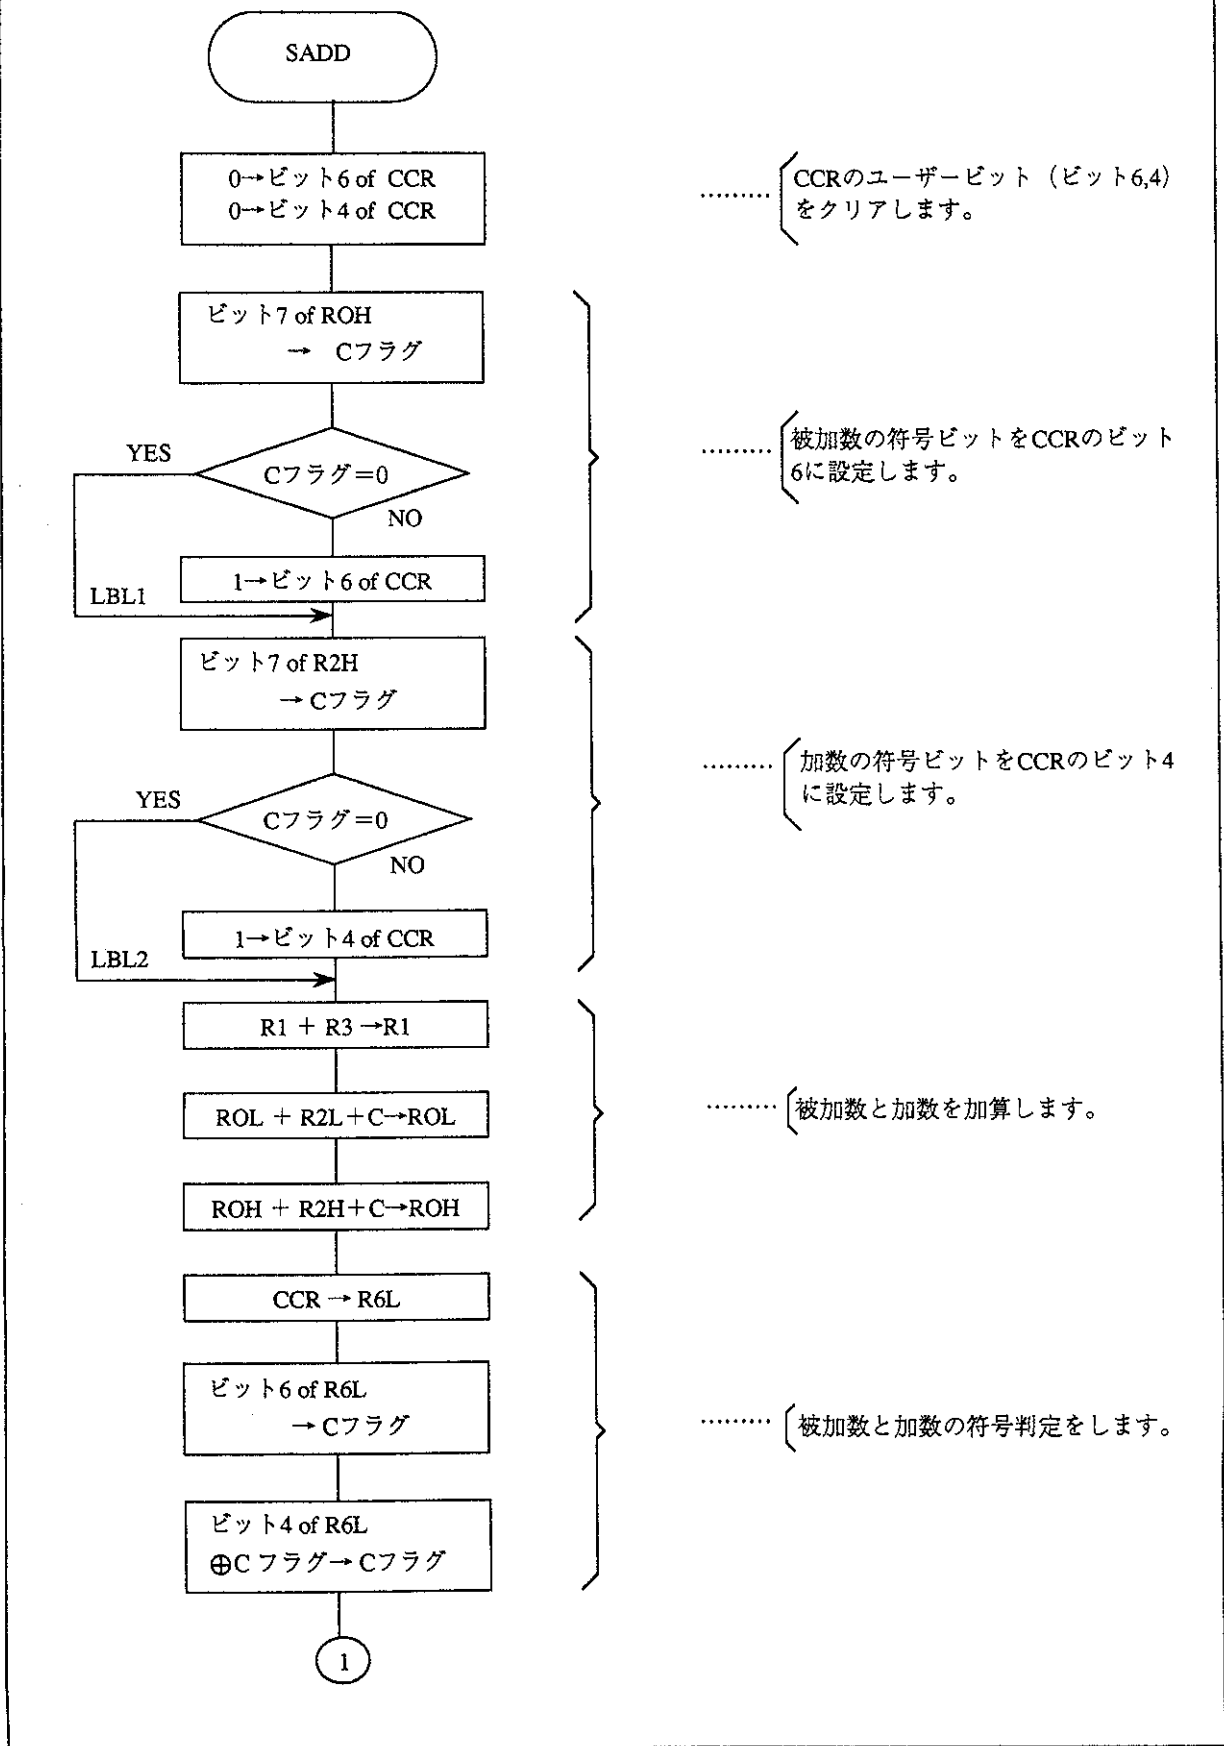 SADD
0→ビット6 of CCR
0→ビット4 of CCR
……… CCRのユーザービット（ビット6,4）
をクリアします。
ビット7 of ROH
→ Cフラグ
YES
Cフラグ＝0
NO
……… 被加数の符号ビットをCCRのビット
6に設定します。
1→ビット6 of CCR
LBL1
ビット7 of R2H
→ Cフラグ
YES
Cフラグ＝0
NO
……… 加数の符号ビットをCCRのビット4
に設定します。
1→ビット4 of CCR
LBL2
R1 + R3 →R1
ROL + R2L+C→ROL
……… 被加数と加数を加算します。
ROH + R2H+C→ROH
CCR → R6L
ビット6 of R6L
→ Cフラグ
……… 被加数と加数の符号判定をします。
ビット4 of R6L
⊕C フラグ→ Cフラグ
1